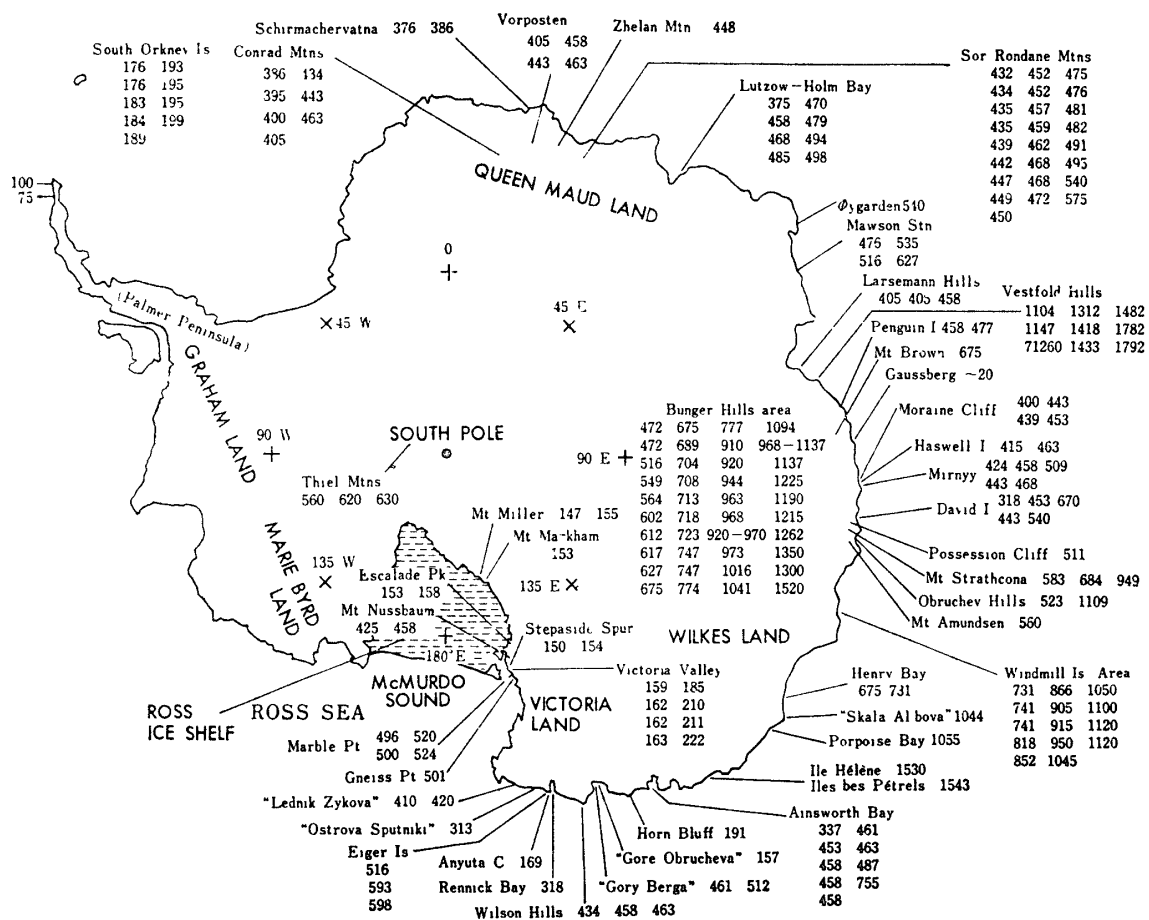 Schirmachervatna 376 386
Vorposten
405 458
443 463
Zhelan Mtn 448
South Orknev Is
176 193
176 195
183 195
184 199
189
Conrad Mtns
386 134
395 443
400 463
405
Sor Rondane Mtns
432 452 475
434 452 476
435 457 481
435 459 482
439 462 491
442 468 495
447 468 540
449 472 575
450
Lutzow-Holm Bay
375 470
458 479
468 494
485 498
QUEEN MAUD LAND
100
75
Øygarden 540
Mawson Stn
476 535
516 627
0
45 W
45 E
(Palmer Peninsula)
GRAHAM LAND
Larsemann Hills
405 405 458
Vestfold Hills
1104 1312 1482
1147 1418 1782
71260 1433 1792
Penguin I 458 477
Mt Brown 675
Gaussberg ~20
Moraine Cliff
400 443
439 453
Haswell I 415 463
Mirnyy
424 458 509
443 468
David I
318 453 670
443 540
Possession Cliff 511
Mt Strathcona 583 684 949
Obruchev Hills 523 1109
Mt Amundsen 560
90 W
SOUTH POLE
90 E
Bunger Hills area
472 675 777 1094
472 689 910 968-1137
516 704 920 1137
549 708 944 1225
564 713 963 1190
602 718 968 1215
612 723 920-970 1262
617 747 973 1350
627 747 1016 1300
675 774 1041 1520
Thiel Mtns
560 620 630
Mt Miller 147 155
Mt Markham
153
135 W
135 E
MARIE BYRD LAND
Escalade Pk
153 158
Mt Nussbaum
425 458
180°E
Stepaside Spur
150 154
WILKES LAND
McMURDO
SOUND
Victoria Valley
159 185
162 210
162 211
163 222
VICTORIA
LAND
ROSS
ICE SHELF
ROSS SEA
Henry Bay
675 731
"Skala Al bova" 1044
Porpoise Bay 1055
Windmill Is Area
731 866 1050
741 905 1100
741 915 1120
818 950 1120
852 1045
Marble Pt
496 520
500 524
Gneiss Pt 501
"Lednik Zykova" 410 420
"Ostrova Sputniki" 313
Eiger Is
516
593
598
Anyuta C 169
Rennick Bay 318
Wilson Hills 434 458 463
"Gory Berga" 461 512
"Gore Obrucheva" 157
Horn Bluff 191
Ile Hélène 1530
Iles bes Pétrels 1543
Ainsworth Bay
337 461
453 463
458 487
458 755
458